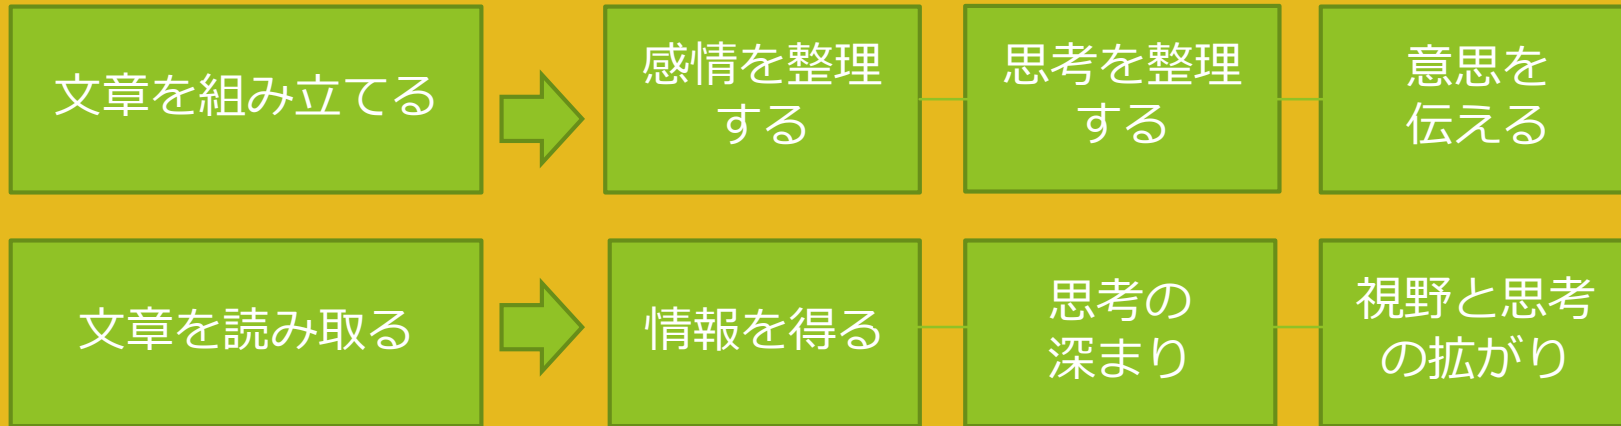 文章を組み立てる
感情を整理
する
思考を整理
する
意思を
伝える
文章を読み取る
情報を得る
思考の
深まり
視野と思考
の拡がり